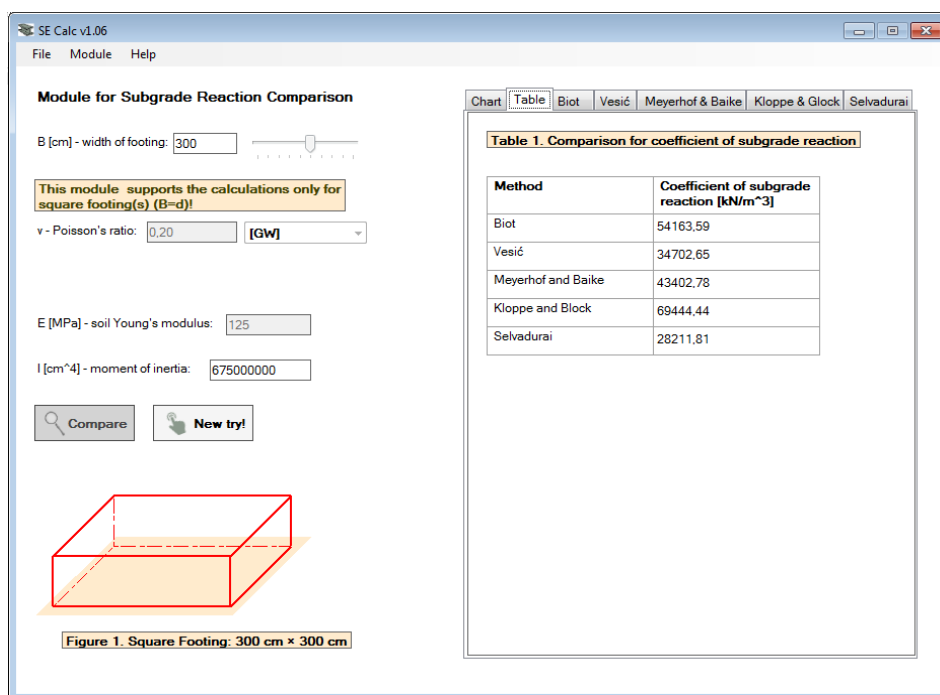 SE Calc v1.06
File Module Help
Module for Subgrade Reaction Comparison
B [cm] - width of footing: 300
This module supports the calculations only for
square footing(s) (B=d)!
v - Poisson's ratio: 0,20 [GW]
E [MPa] - soil Young's modulus: 125
I [cm^4] - moment of inertia: 675000000
Compare New try!
Figure 1. Square Footing: 300 cm × 300 cm
Chart Table Biot Vesić Meyerhof & Baike Kloppe & Glock Selvadurai
Table 1. Comparison for coefficient of subgrade reaction
Method Coefficient of subgrade
reaction [kN/m^3]
Biot 54163,59
Vesić 34702,65
Meyerhof and Baike 43402,78
Kloppe and Block 69444,44
Selvadurai 28211,81